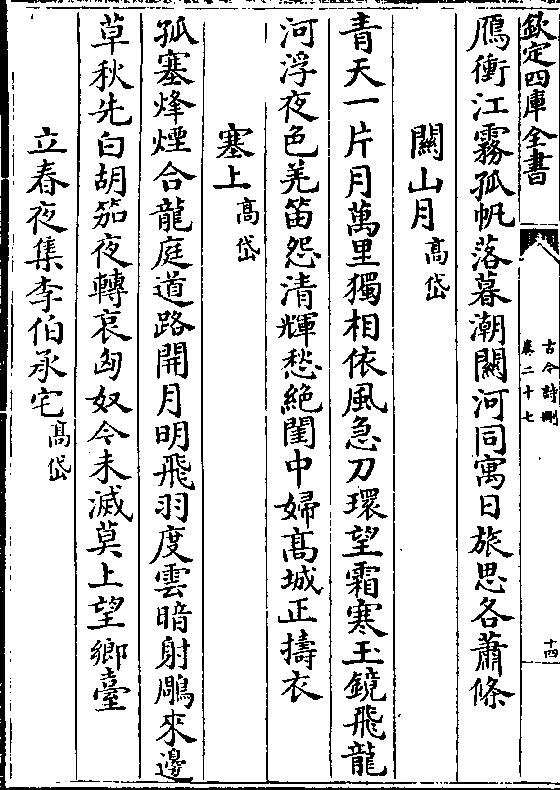 欽定四庫全書
古今詩刪
卷二十七
十四
鴈衝江霧孤帆落暮潮關河同寓日旅思各蕭條
關山月高岱
青天一片月萬里獨相依風急刀環望霜寒玉鏡飛龍
河浮夜色羌笛怨清輝愁絶閨中婦髙城正擣衣
塞上高岱
孤塞烽煙合龍庭道路開月明飛羽度雲暗射鵰來邊
草秋先白胡笳夜轉哀匈奴今未滅莫上望鄉臺
立春夜集李伯承宅髙岱